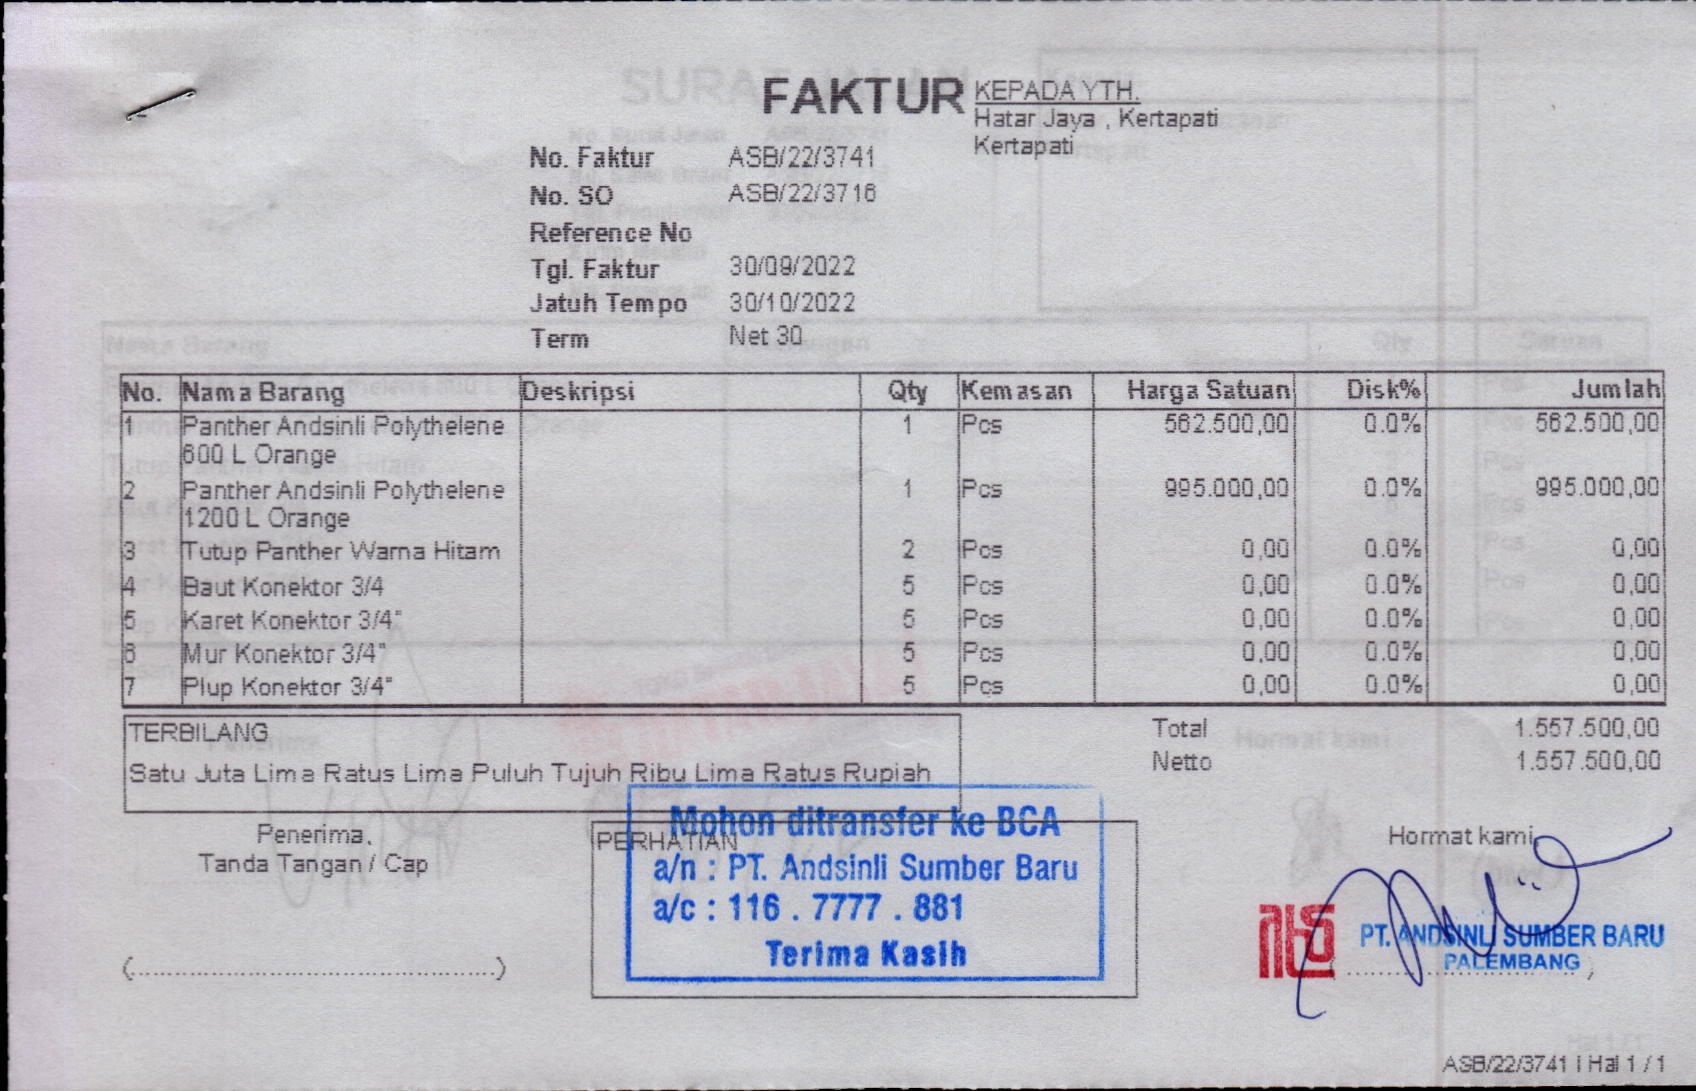 FAKTUR
KEPADA YTH.
Hatar Jaya , Kertapati
Kertapati
No. Faktur ASB/22/3741
No. SO ASB/22/3716
Reference No
Tgl. Faktur 30/09/2022
Jatuh Tempo 30/10/2022
Term Net 30
No. Nama Barang Deskripsi Qty Kemasan Harga Satuan Disk% Jumlah
1 Panther Andsinli Polythelene 1 Pcs 562.500,00 0.0% 562.500,00
600 L Orange
2 Panther Andsinli Polythelene 1 Pcs 995.000,00 0.0% 995.000,00
1200 L Orange
3 Tutup Panther Warna Hitam 2 Pcs 0,00 0.0% 0,00
4 Baut Konektor 3/4 5 Pcs 0,00 0.0% 0,00
5 Karet Konektor 3/4" 5 Pcs 0,00 0.0% 0,00
6 Mur Konektor 3/4" 5 Pcs 0,00 0.0% 0,00
7 Plup Konektor 3/4" 5 Pcs 0,00 0.0% 0,00
TERBILANG
Satu Juta Lima Ratus Lima Puluh Tujuh Ribu Lima Ratus Rupiah
Total 1.557.500,00
Netto 1.557.500,00
Penerima,
Tanda Tangan / Cap
PERHATIAN
Mohon ditransfer ke BCA
a/n : PT. Andsinli Sumber Baru
a/c : 116 . 7777 . 881
Terima Kasih
Hormat kami,
PT. ANDSINLI SUMBER BARU
PALEMBANG
ASB/22/3741 | Hal 1 / 1